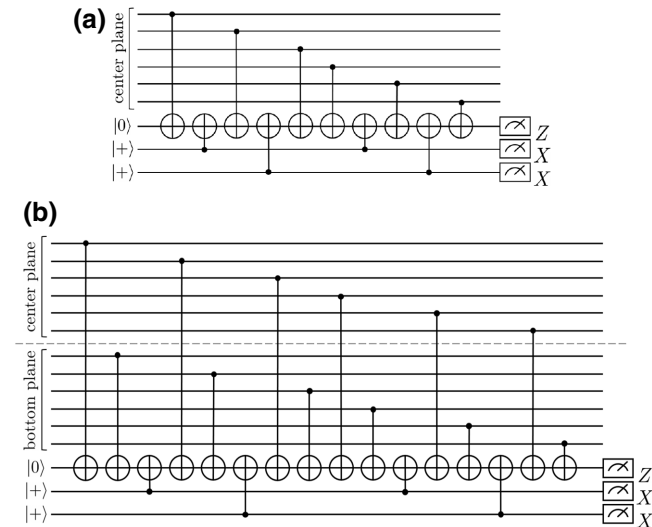 (a)
center plane
|0⟩
Z
|+⟩
X
|+⟩
X
(b)
center plane
bottom plane
|0⟩
Z
|+⟩
X
|+⟩
X